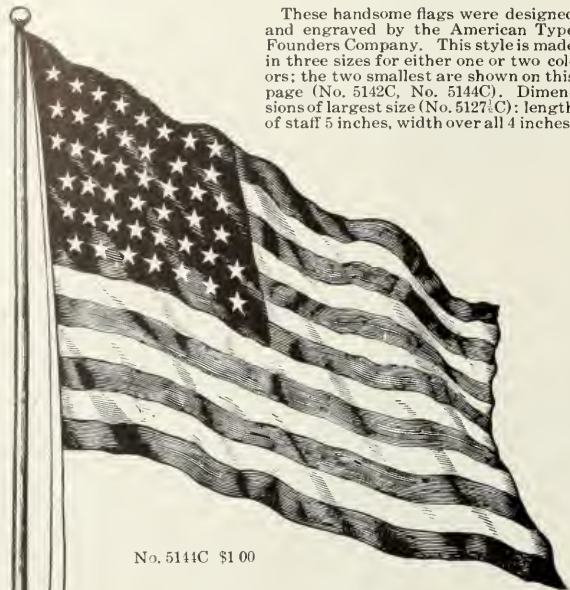 These handsome flags were designed
and engraved by the American Type
Founders Company. This style is made
in three sizes for either one or two col-
ors; the two smallest are shown on this
page (No. 5142C, No. 5144C). Dimen-
sions of largest size (No. 5127½C): length
of staff 5 inches, width over all 4 inches
No. 5144C $1 00